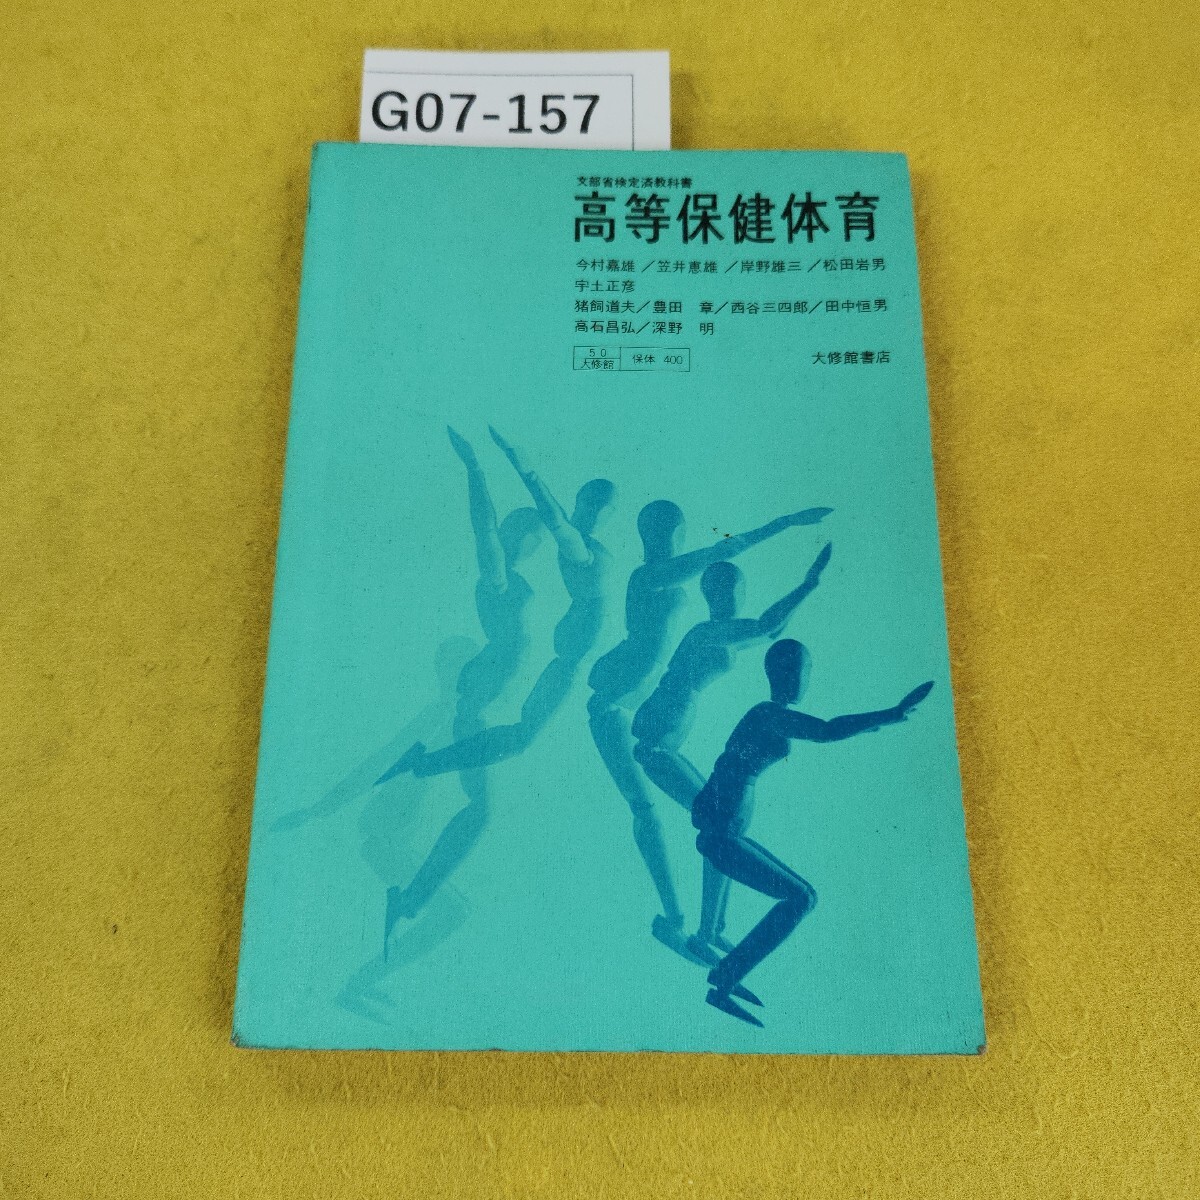 G07-157
文部省検定済教科書
高等保健体育
今村嘉雄/笠井恵雄/岸野雄三/松田岩男
宇土正彦
猪飼道夫/豊田 章/西谷三四郎/田中恒男
高石昌弘/深野 明
50
大修館
保体 400
大修館書店